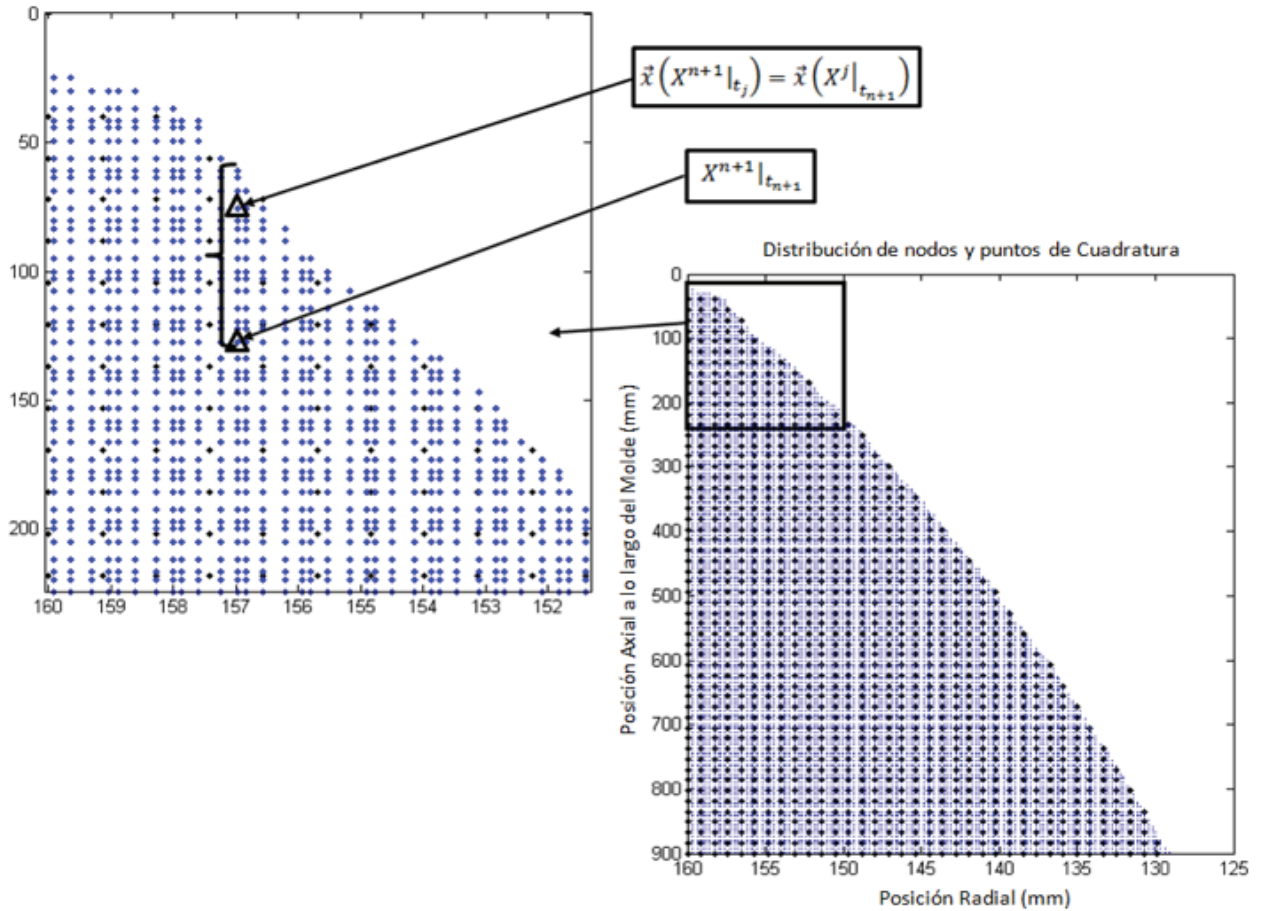 0
50
100
150
200
160 159 158 157 156 155 154 153 152
$\vec{x}\left(X^{n+1}|_{t_j}\right) = \vec{x}\left(X^{j}|_{t_{n+1}}\right)$
$X^{n+1}|_{t_{n+1}}$
Distribución de nodos y puntos de Cuadratura
Posición Axial a lo largo del Molde (mm)
0
100
200
300
400
500
600
700
800
900
160 155 150 145 140 135 130 125
Posición Radial (mm)